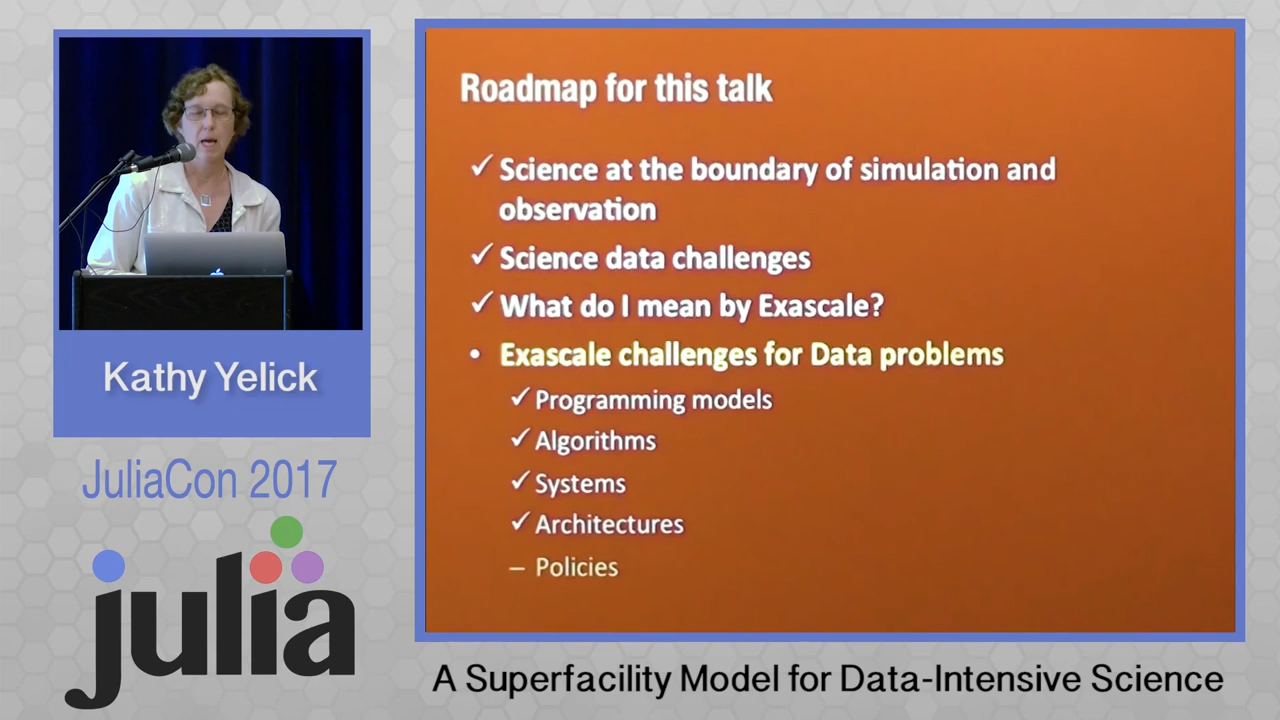 Roadmap for this talk
✓ Science at the boundary of simulation and
observation
✓ Science data challenges
✓ What do I mean by Exascale?
• Exascale challenges for Data problems
✓ Programming models
✓ Algorithms
✓ Systems
✓ Architectures
– Policies
Kathy Yelick
JuliaCon 2017
julia
A Superfacility Model for Data-Intensive Science